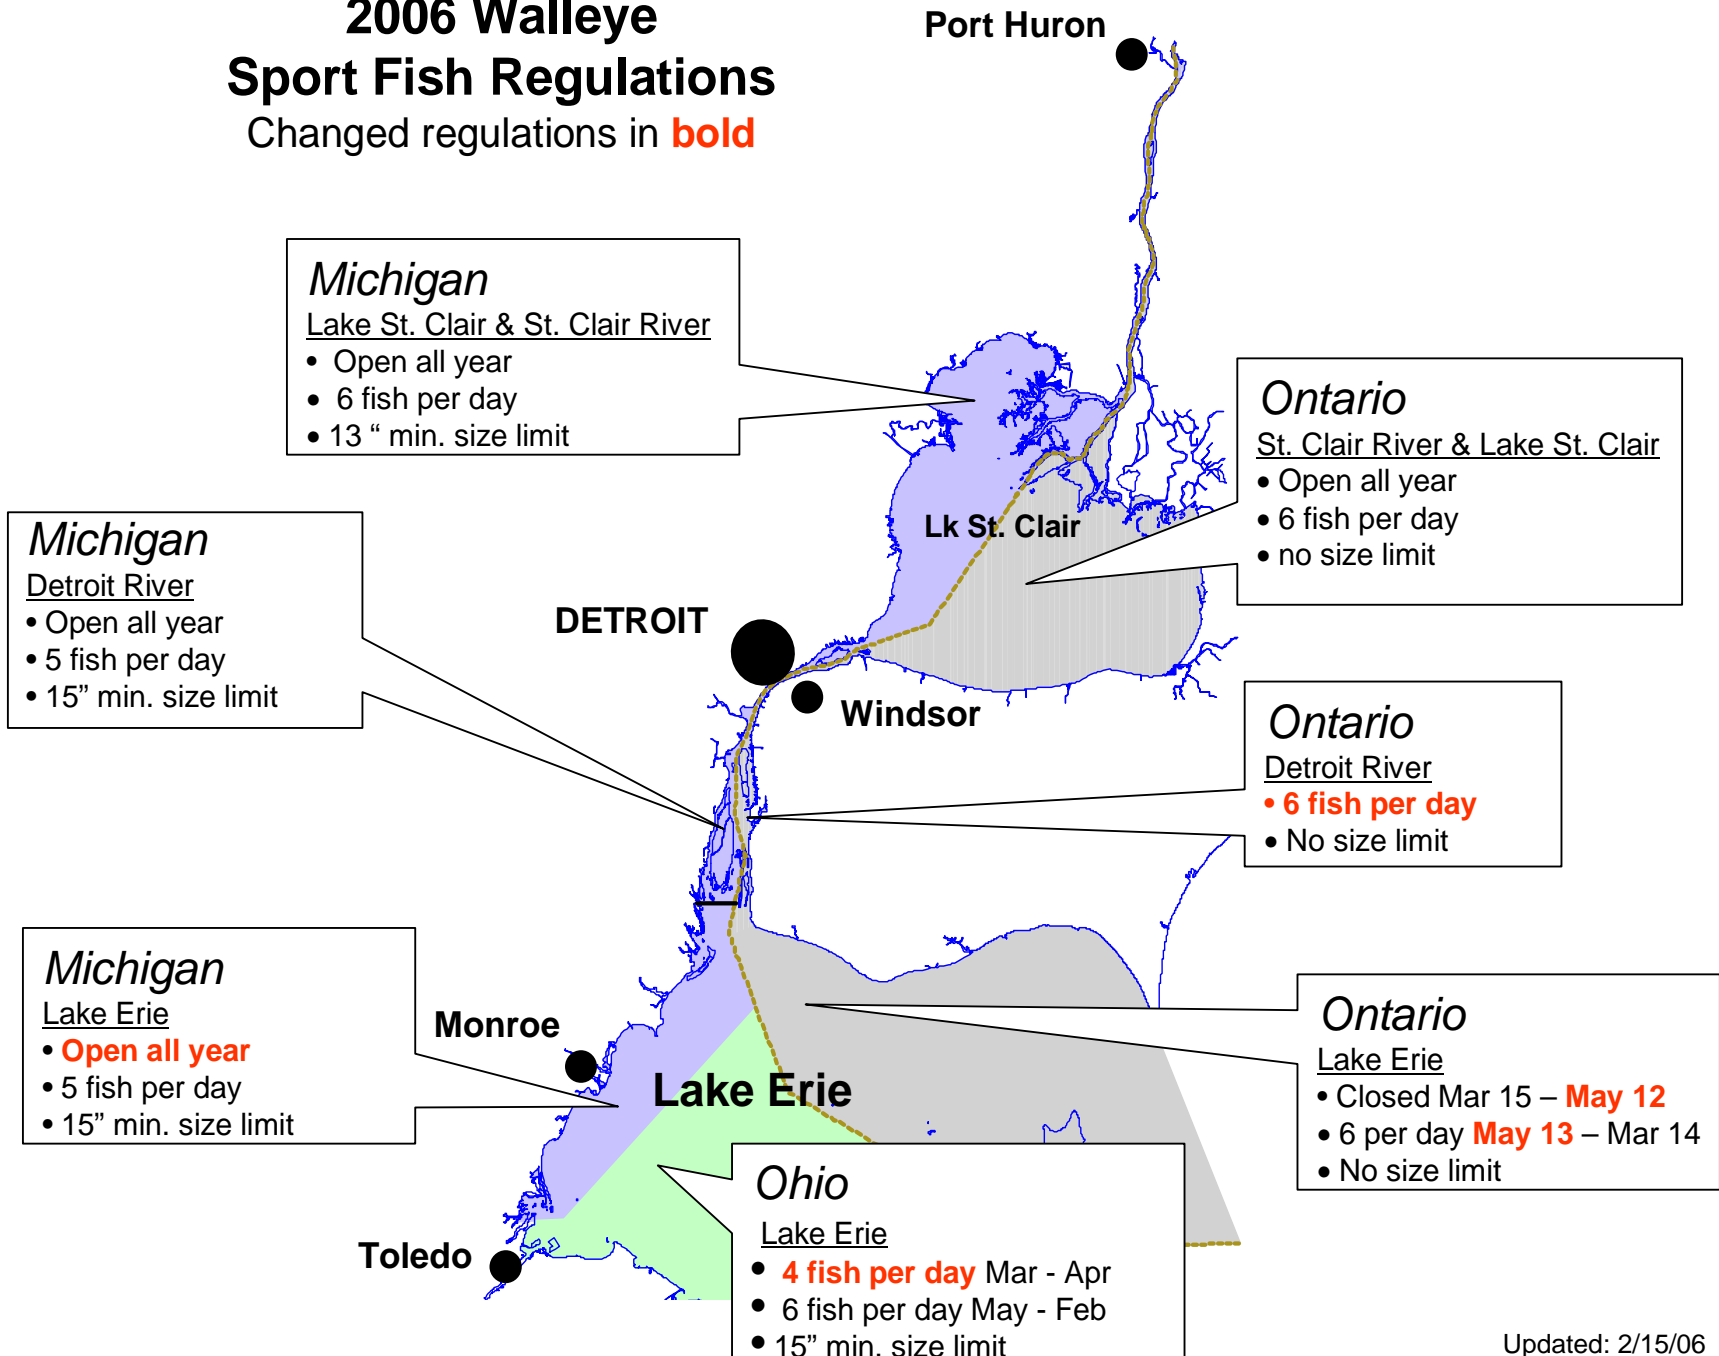 2006 Walleye
Sport Fish Regulations
Changed regulations in bold
Port Huron
Michigan
Lake St. Clair & St. Clair River
• Open all year
• 6 fish per day
• 13 “ min. size limit
Ontario
St. Clair River & Lake St. Clair
• Open all year
• 6 fish per day
• no size limit
Lk St. Clair
Michigan
Detroit River
• Open all year
• 5 fish per day
• 15” min. size limit
DETROIT
Windsor
Ontario
Detroit River
• 6 fish per day
• No size limit
Michigan
Lake Erie
• Open all year
• 5 fish per day
• 15” min. size limit
Monroe
Lake Erie
Ontario
Lake Erie
• Closed Mar 15 – May 12
• 6 per day May 13 – Mar 14
• No size limit
Toledo
Ohio
Lake Erie
• 4 fish per day Mar - Apr
• 6 fish per day May - Feb
• 15” min. size limit
Updated: 2/15/06